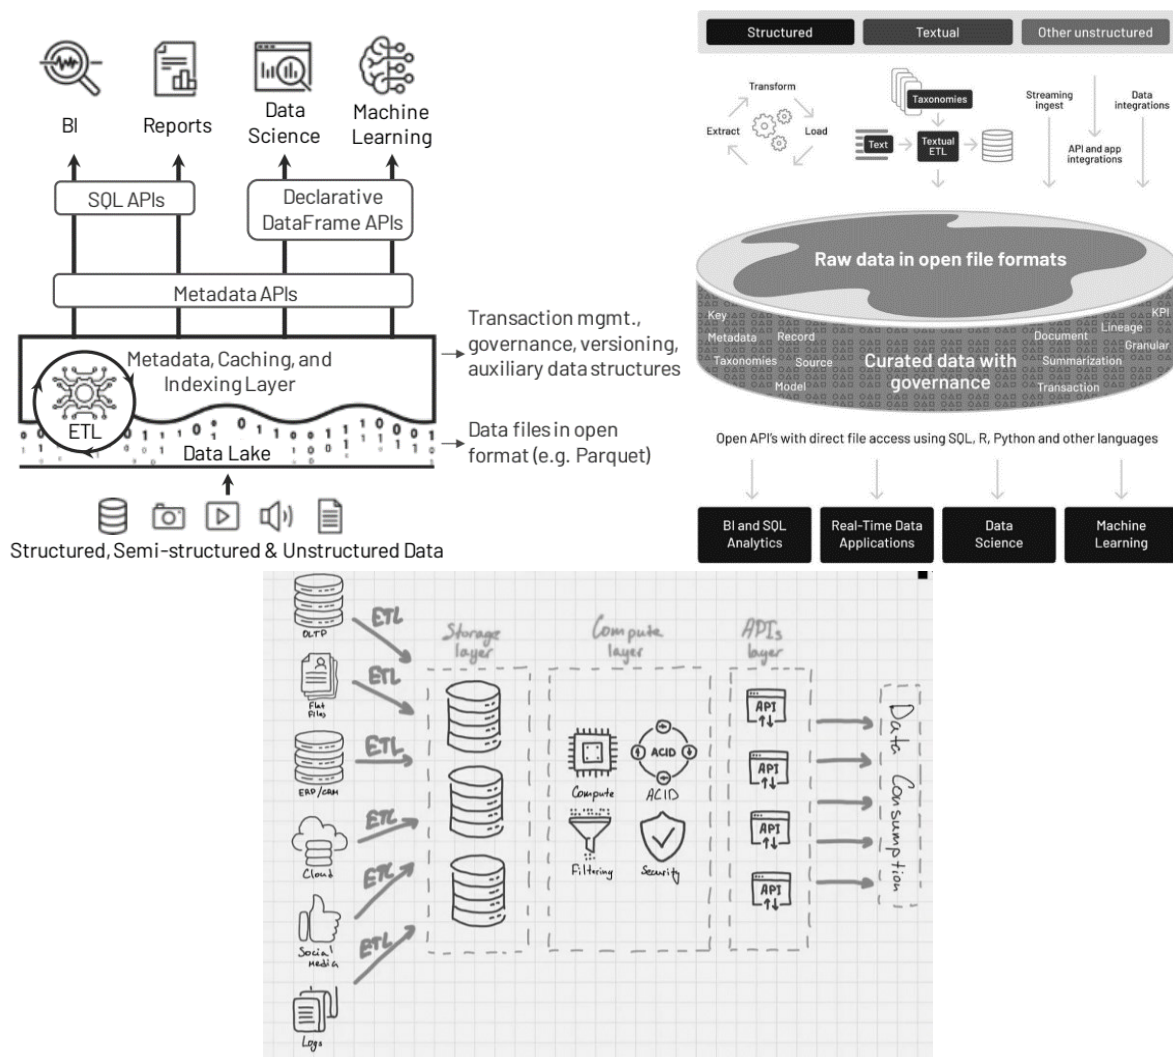 BI
Reports
Data
Science
Machine
Learning
SQL APIs
Declarative
DataFrame APIs
Metadata APIs
Metadata, Caching, and
Indexing Layer
ETL
Data Lake
Transaction mgmt.,
governance, versioning,
auxiliary data structures
Data files in open
format (e.g. Parquet)
Structured, Semi-structured & Unstructured Data
Structured
Textual
Other unstructured
Transform
Extract
Load
Taxonomies
Text
Textual
ETL
Streaming
ingest
Data
integrations
API and app
integrations
Raw data in open file formats
Key
Metadata
Record
Taxonomies
Source
Model
Curated data with
governance
Document
Lineage
KPI
Granular
Summarization
Transaction
Open API's with direct file access using SQL, R, Python and other languages
BI and SQL
Analytics
Real-Time Data
Applications
Data
Science
Machine
Learning
OLTP
Flat
Files
ERP/CRM
Cloud
Social
media
Logs
ETL
ETL
ETL
ETL
ETL
ETL
Storage
layer
Compute
layer
Compute
ACID
ACID
Filtering
Security
APIs
layer
API
API
API
API
Data Consumption